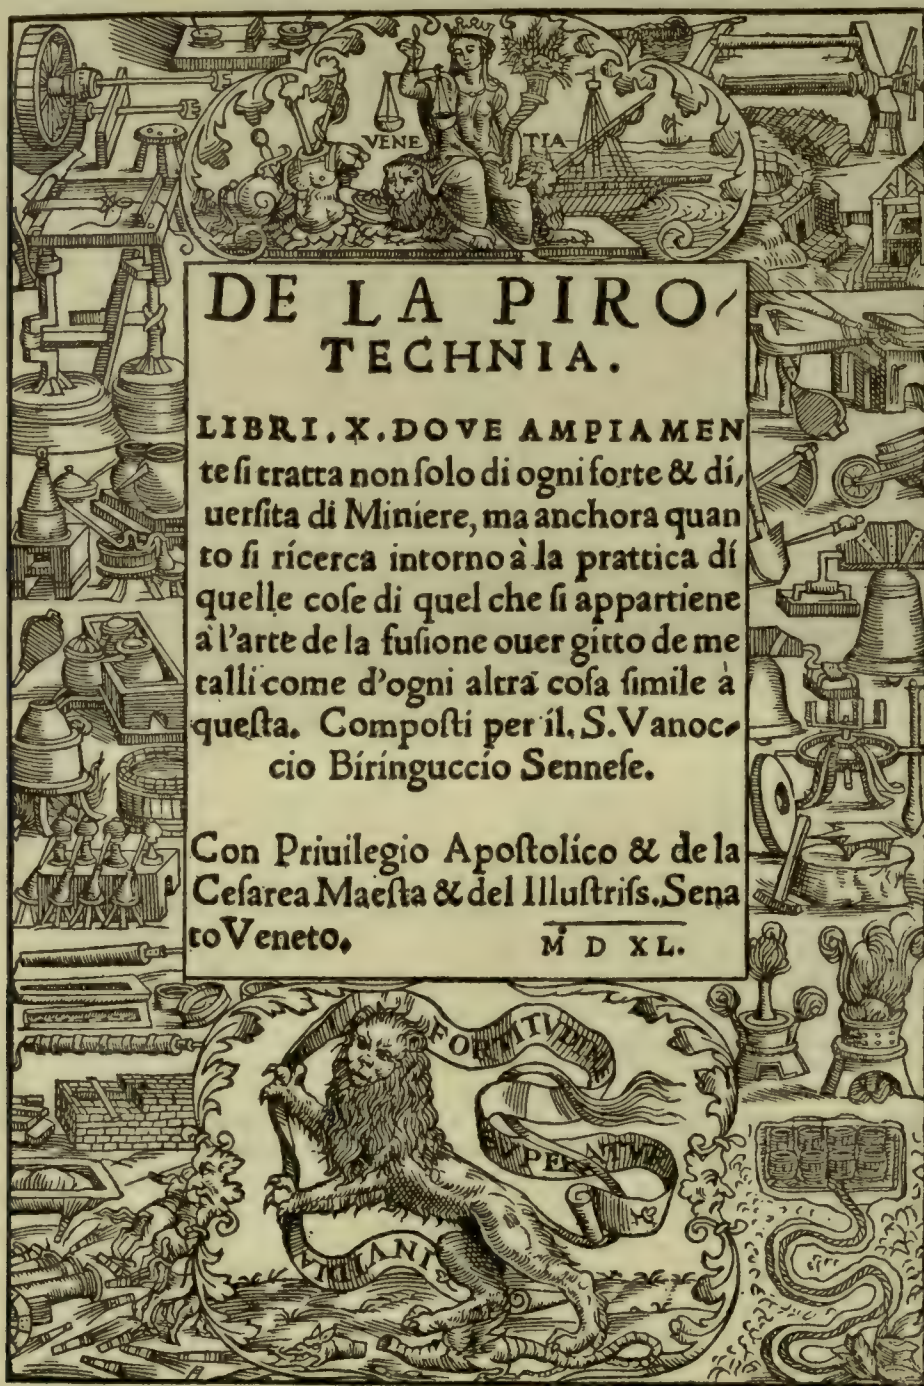 VENE TIA
DE LA PIRO/
TECHNIA.
LIBRI. X. DOVE AMPIAMEN
te ſi tratta non ſolo di ogni ſorte & di/
uerſita di Miniere, ma anchora quan
to ſi ricerca intorno à la prattica di
quelle coſe di quel che ſi appartiene
à l'arte de la fuſione ouer gitto de me
talli come d'ogni altra coſa ſimile à
queſta. Compoſti per il. S. Vanoc/
cio Biringuccio Senneſe.
Con Priuilegio Apoſtolico & de la
Ceſarea Maeſta & del Illuſtriſs. Sena
to Veneto. M D XL.
FORTITVDIN
INVIDIA